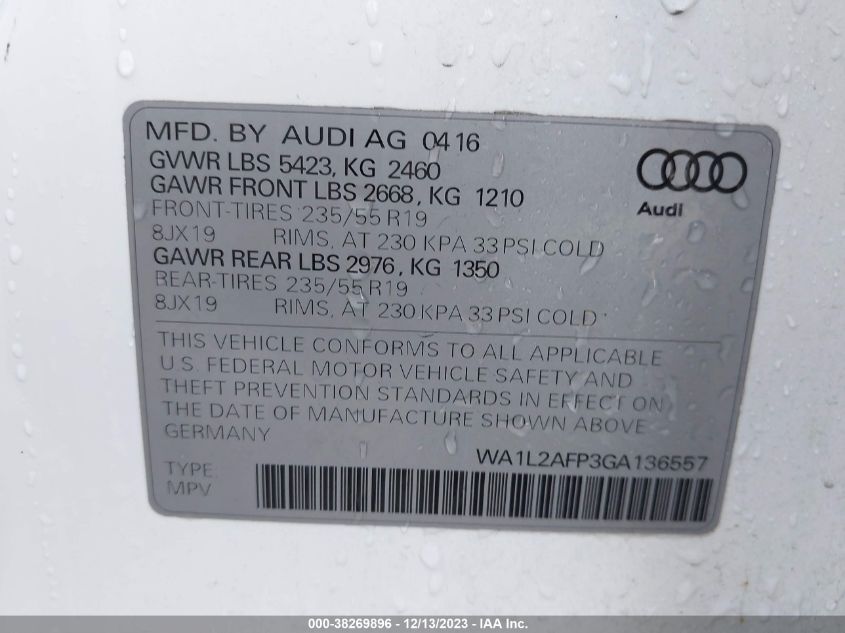 MFD. BY AUDI AG 04 16
GVWR LBS 5423, KG 2460
GAWR FRONT LBS 2668, KG 1210
FRONT-TIRES 235/55 R19
8JX19 RIMS, AT 230 KPA 33 PSI COLD
GAWR REAR LBS 2976, KG 1350
REAR-TIRES 235/55 R19
8JX19 RIMS, AT 230 KPA 33 PSI COLD
Audi
THIS VEHICLE CONFORMS TO ALL APPLICABLE
U.S. FEDERAL MOTOR VEHICLE SAFETY AND
THEFT PREVENTION STANDARDS IN EFFECT ON
THE DATE OF MANUFACTURE SHOWN ABOVE
GERMANY
WA1L2AFP3GA136557
TYPE:
MPV
000-38269896 - 12/13/2023 - IAA Inc.